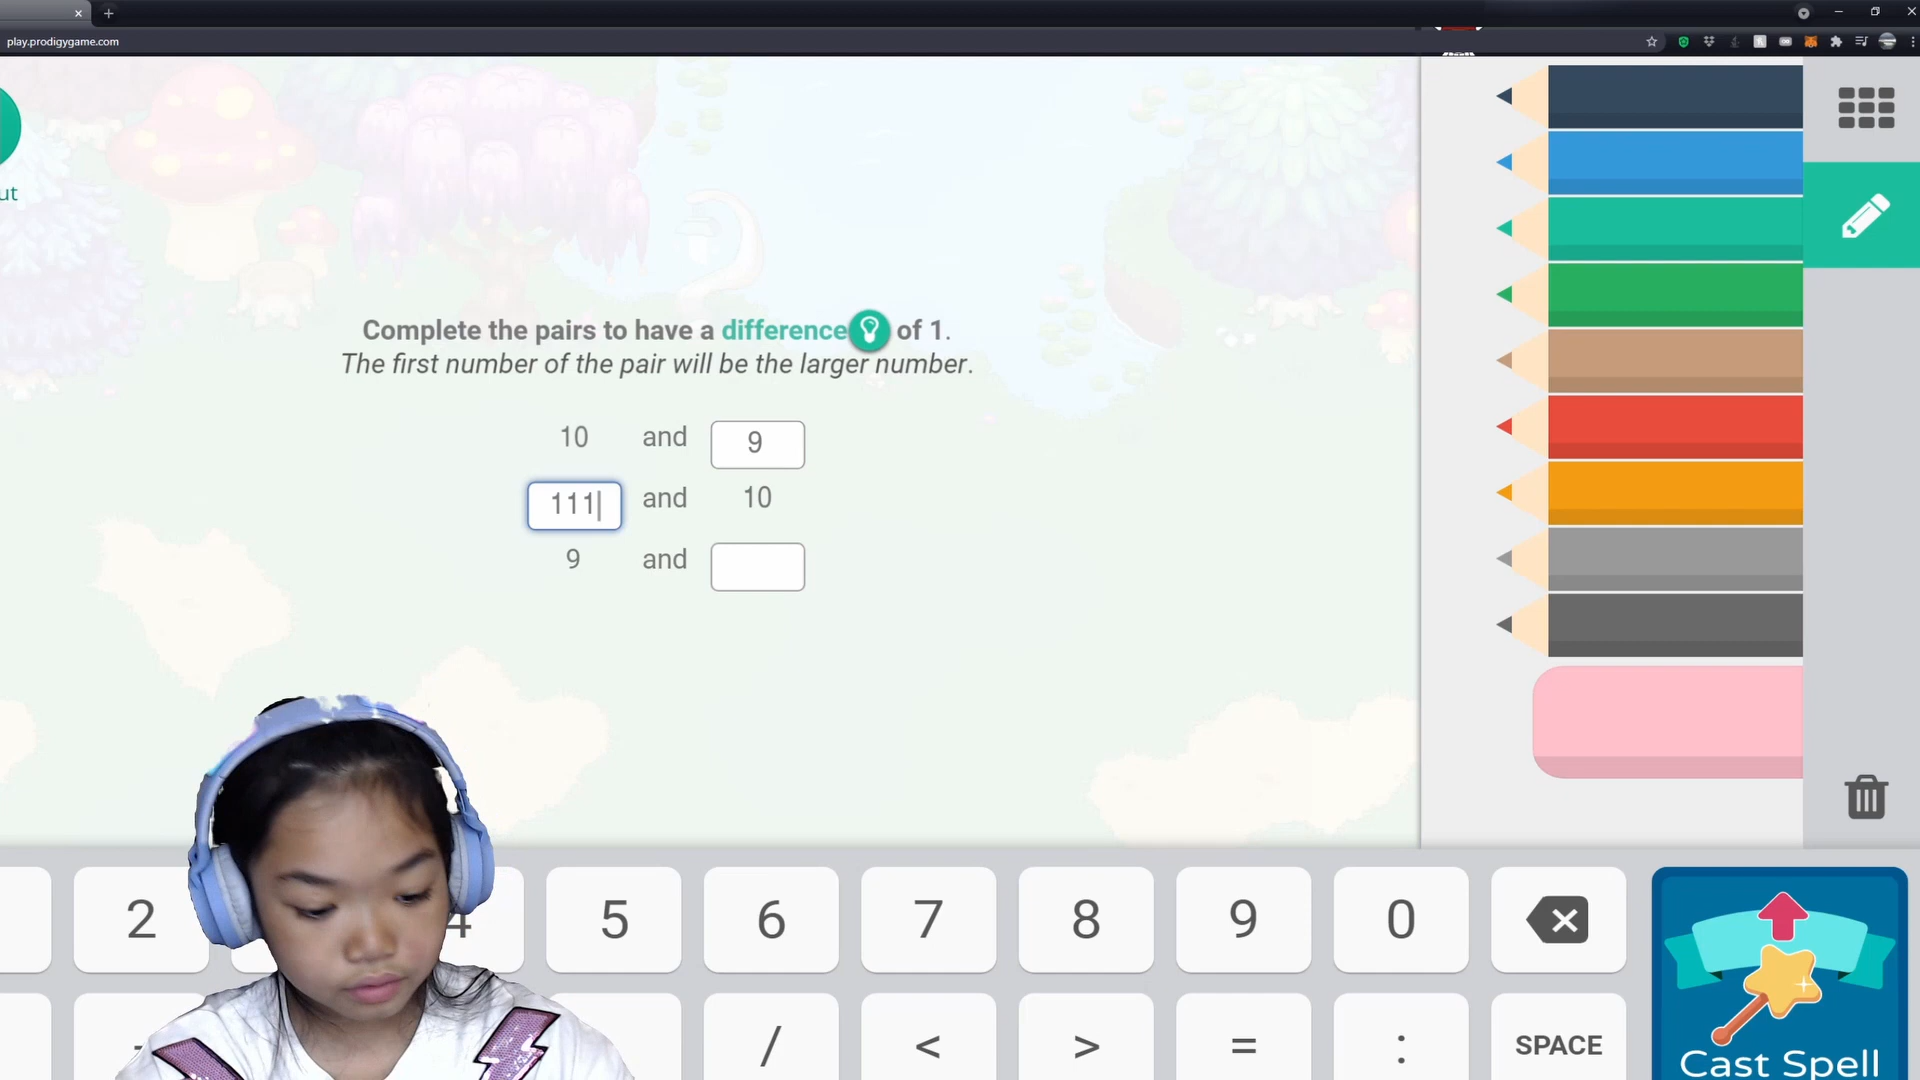 play.prodigygame.com
ut
Complete the pairs to have a difference of 1.
The first number of the pair will be the larger number.
10 and 9
111 and 10
9 and
2 4 5 6 7 8 9 0
/ < > = : SPACE
Cast Spell